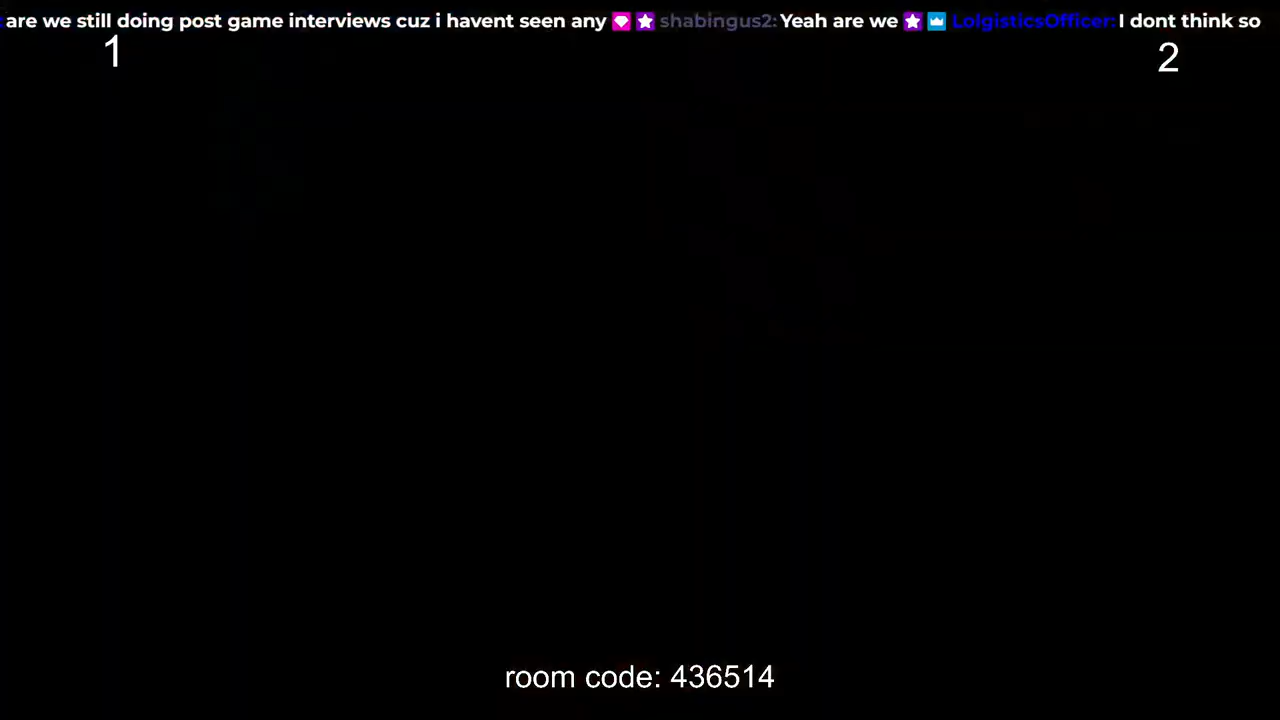 are we still doing post game interviews cuz i havent seen any shabingus2: Yeah are we LolgisticsOfficer: I dont think so
1
2
room code: 436514